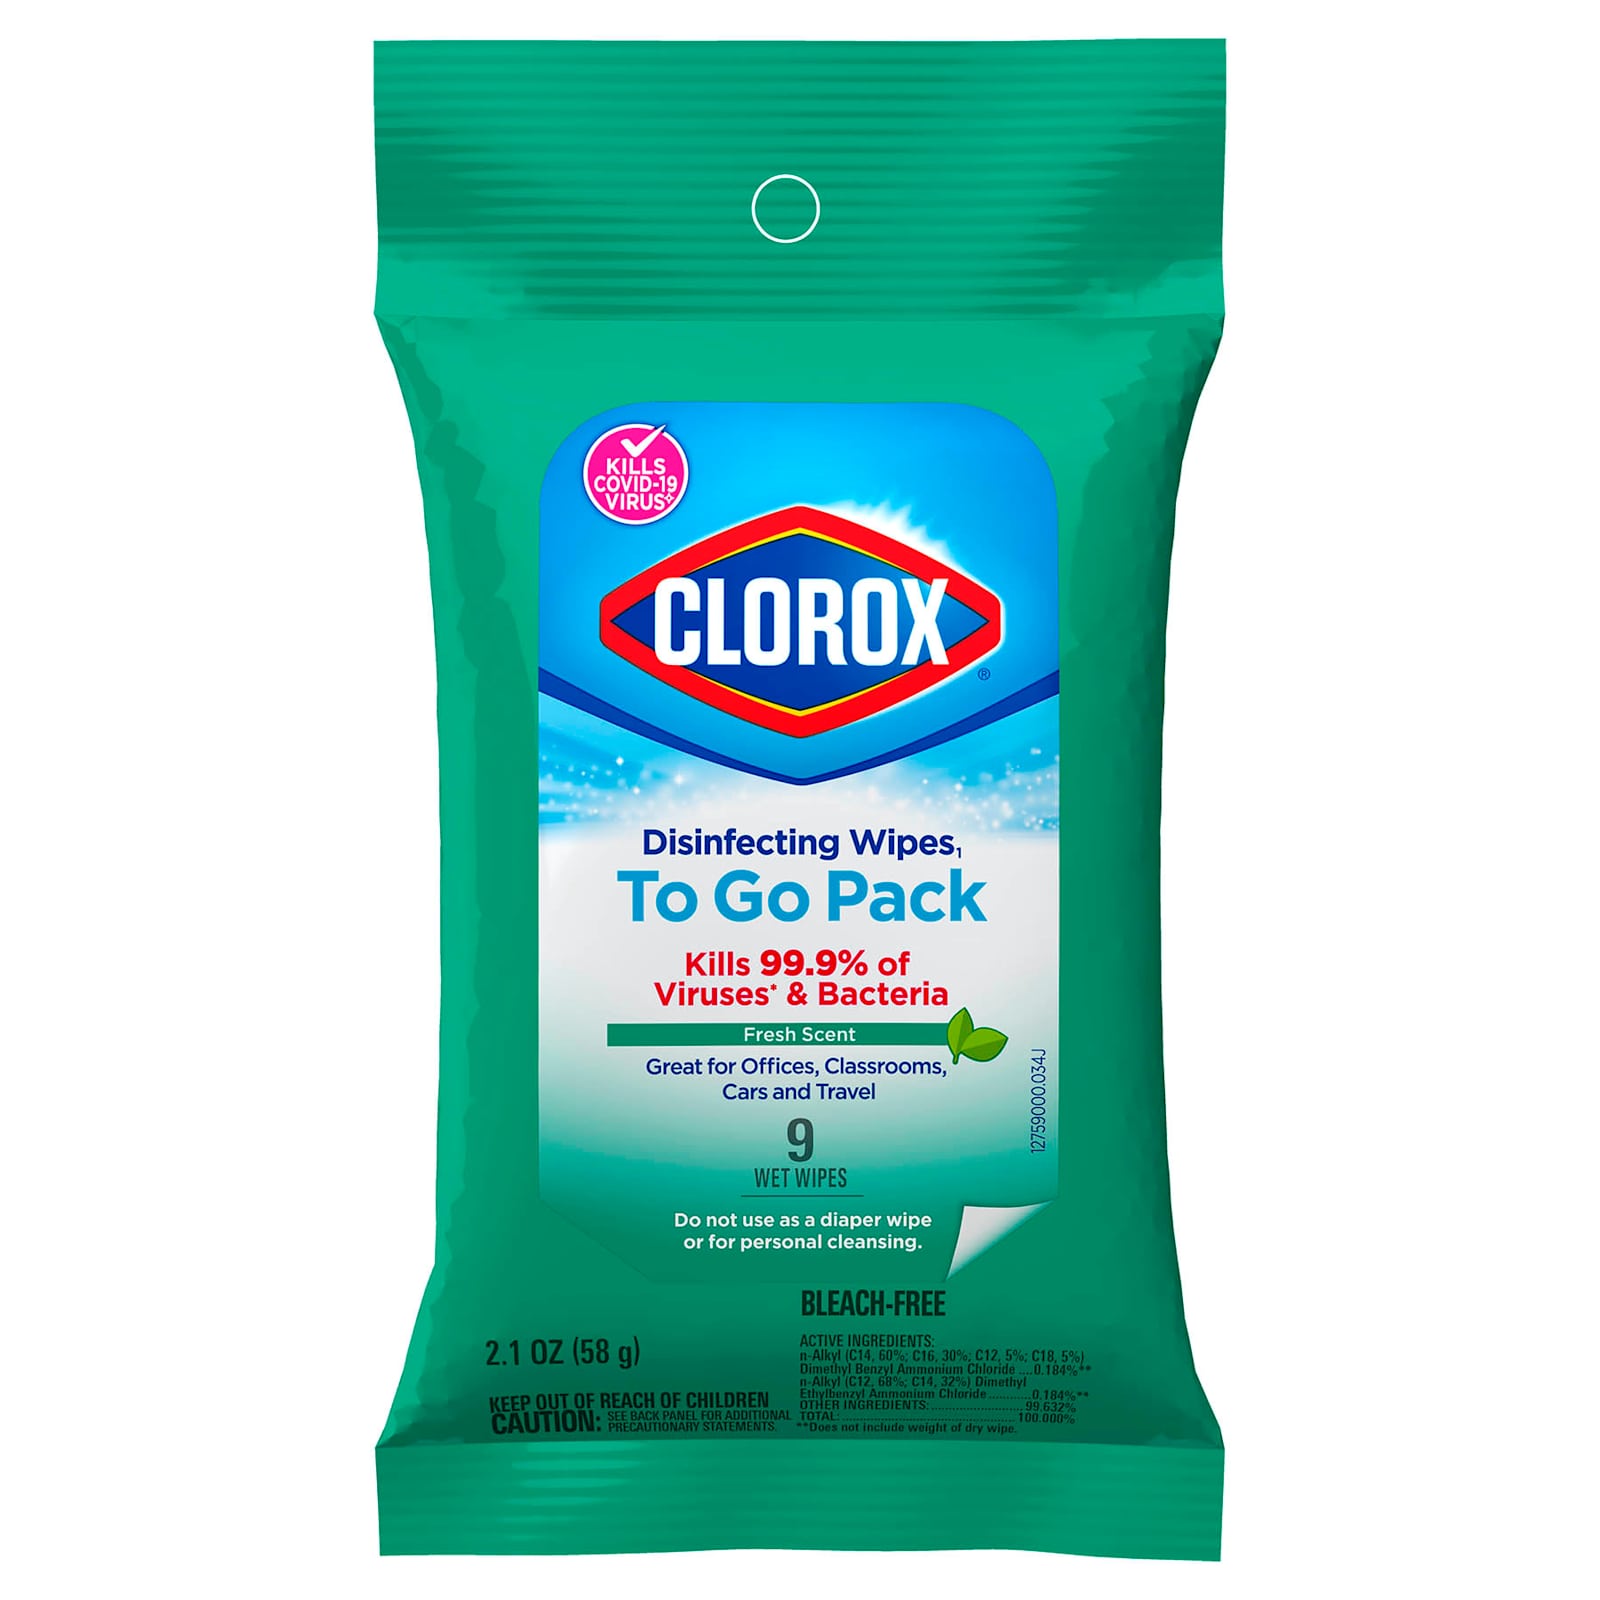 KILLS
COVID-19
VIRUS◊
CLOROX
®
Disinfecting Wipes₁
To Go Pack
Kills 99.9% of
Viruses* & Bacteria
Fresh Scent
Great for Offices, Classrooms,
Cars and Travel
12759000.034J
9
WET WIPES
Do not use as a diaper wipe
or for personal cleansing.
2.1 OZ (58 g)
KEEP OUT OF REACH OF CHILDREN
CAUTION: SEE BACK PANEL FOR ADDITIONAL
PRECAUTIONARY STATEMENTS.
BLEACH-FREE
ACTIVE INGREDIENTS:
n-Alkyl (C14, 60%; C16, 30%; C12, 5%; C18, 5%)
Dimethyl Benzyl Ammonium Chloride ....0.184%**
n-Alkyl (C12, 68%; C14, 32%) Dimethyl
Ethylbenzyl Ammonium Chloride............0.184%**
OTHER INGREDIENTS:..........................99.632%
TOTAL:................................................100.000%
**Does not include weight of dry wipe.